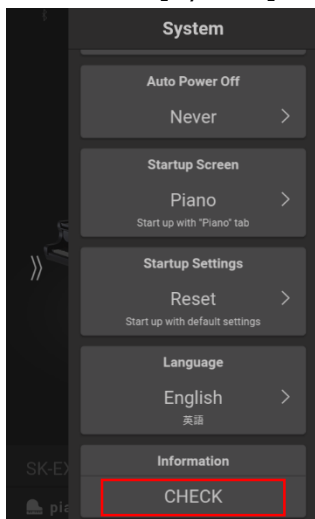 System
Auto Power Off
Never
Startup Screen
Piano
Start up with "Piano" tab
Startup Settings
Reset
Start up with default settings
Language
English
英語
Information
SK-EX
CHECK
pia